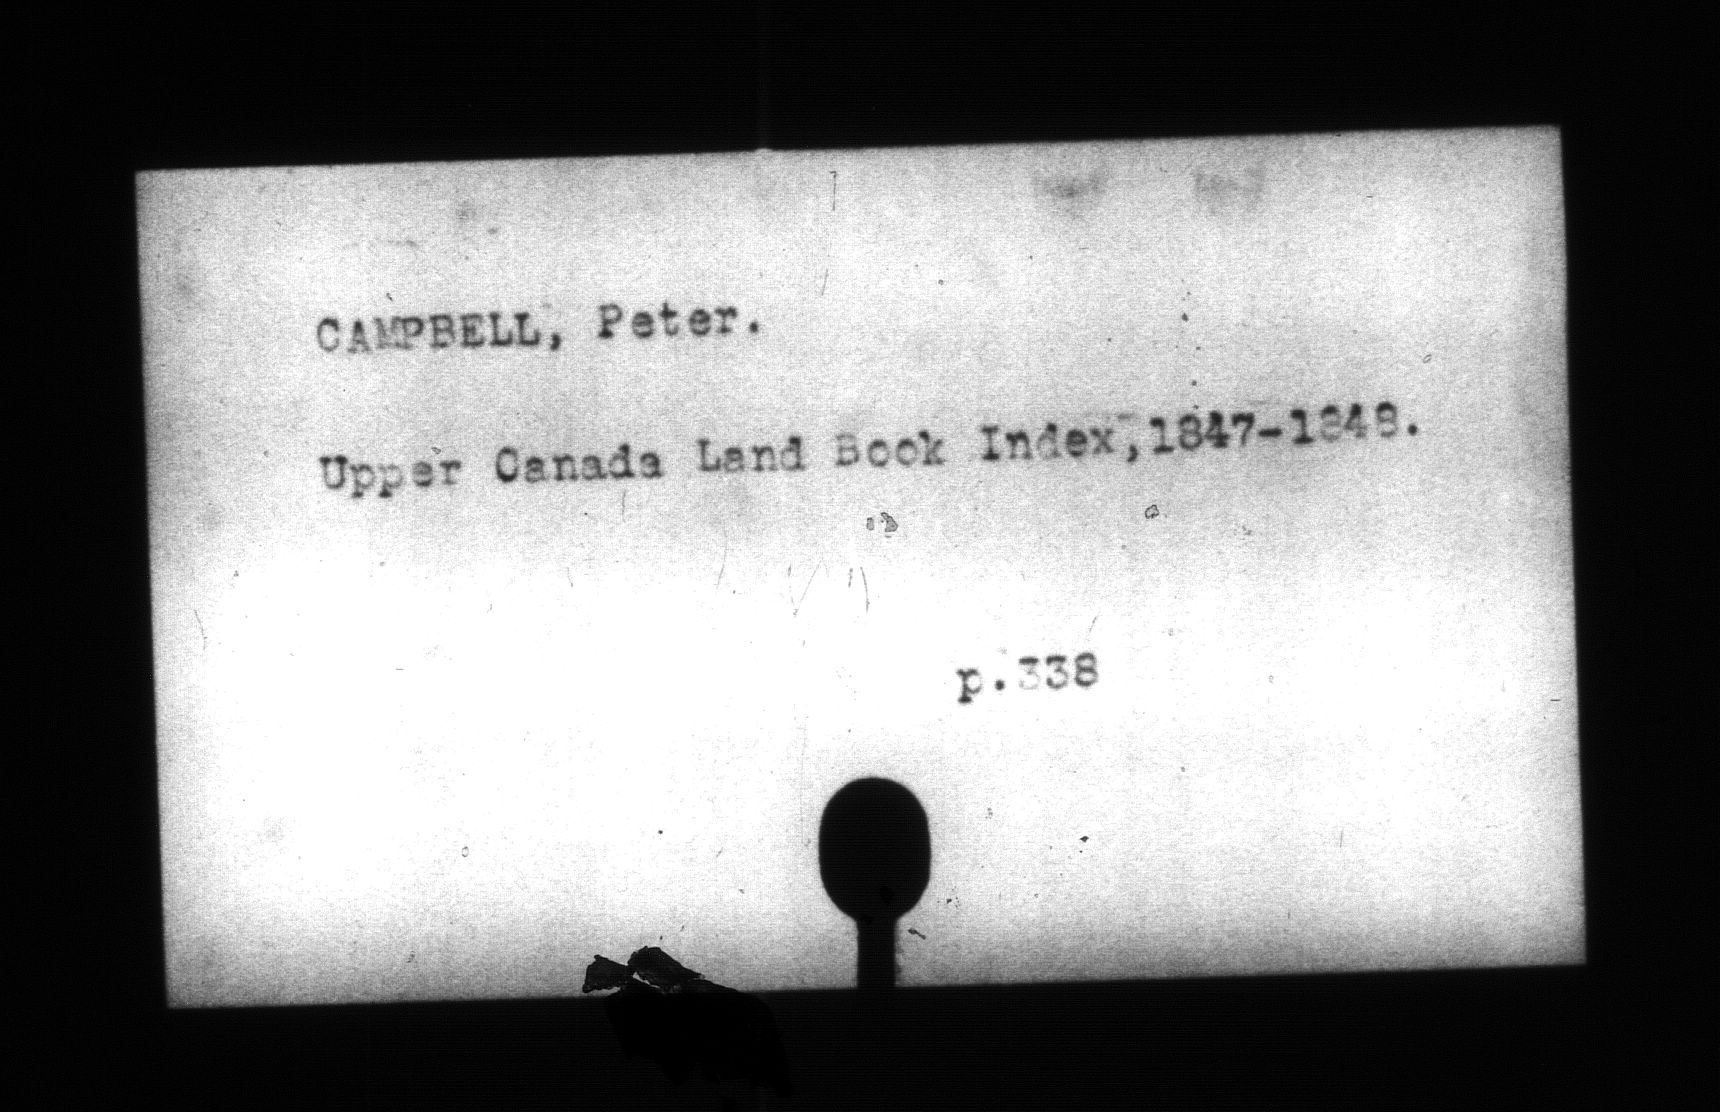 CAMPBELL, Peter.
Upper Canada Land Book Index,1847-1848.
p.338